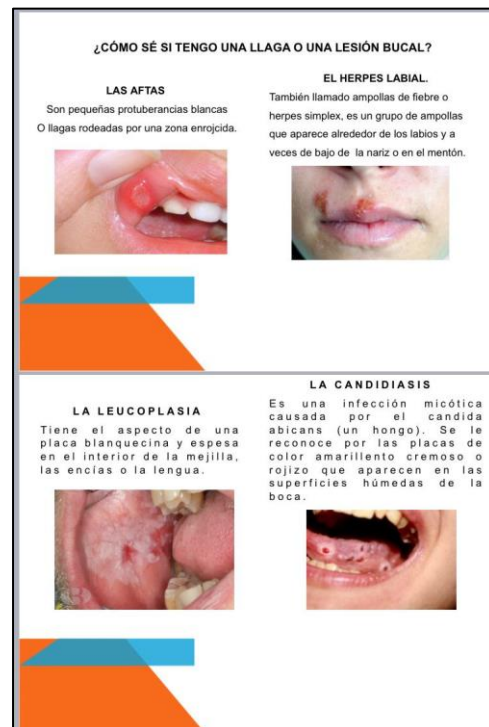 ¿CÓMO SÉ SI TENGO UNA LLAGA O UNA LESIÓN BUCAL?
LAS AFTAS
Son pequeñas protuberancias blancas
O llagas rodeadas por una zona enrojcida.
EL HERPES LABIAL.
También llamado ampollas de fiebre o
herpes simplex, es un grupo de ampollas
que aparece alrededor de los labios y a
veces de bajo de la nariz o en el mentón.
LA LEUCOPLASIA
Tiene el aspecto de una
placa blanquecina y espesa
en el interior de la mejilla,
las encías o la lengua.
LA CANDIDIASIS
Es una infección micótica
causada por el candida
abicans (un hongo). Se le
reconoce por las placas de
color amarillento cremoso o
rojizo que aparecen en las
superficies húmedas de la
boca.